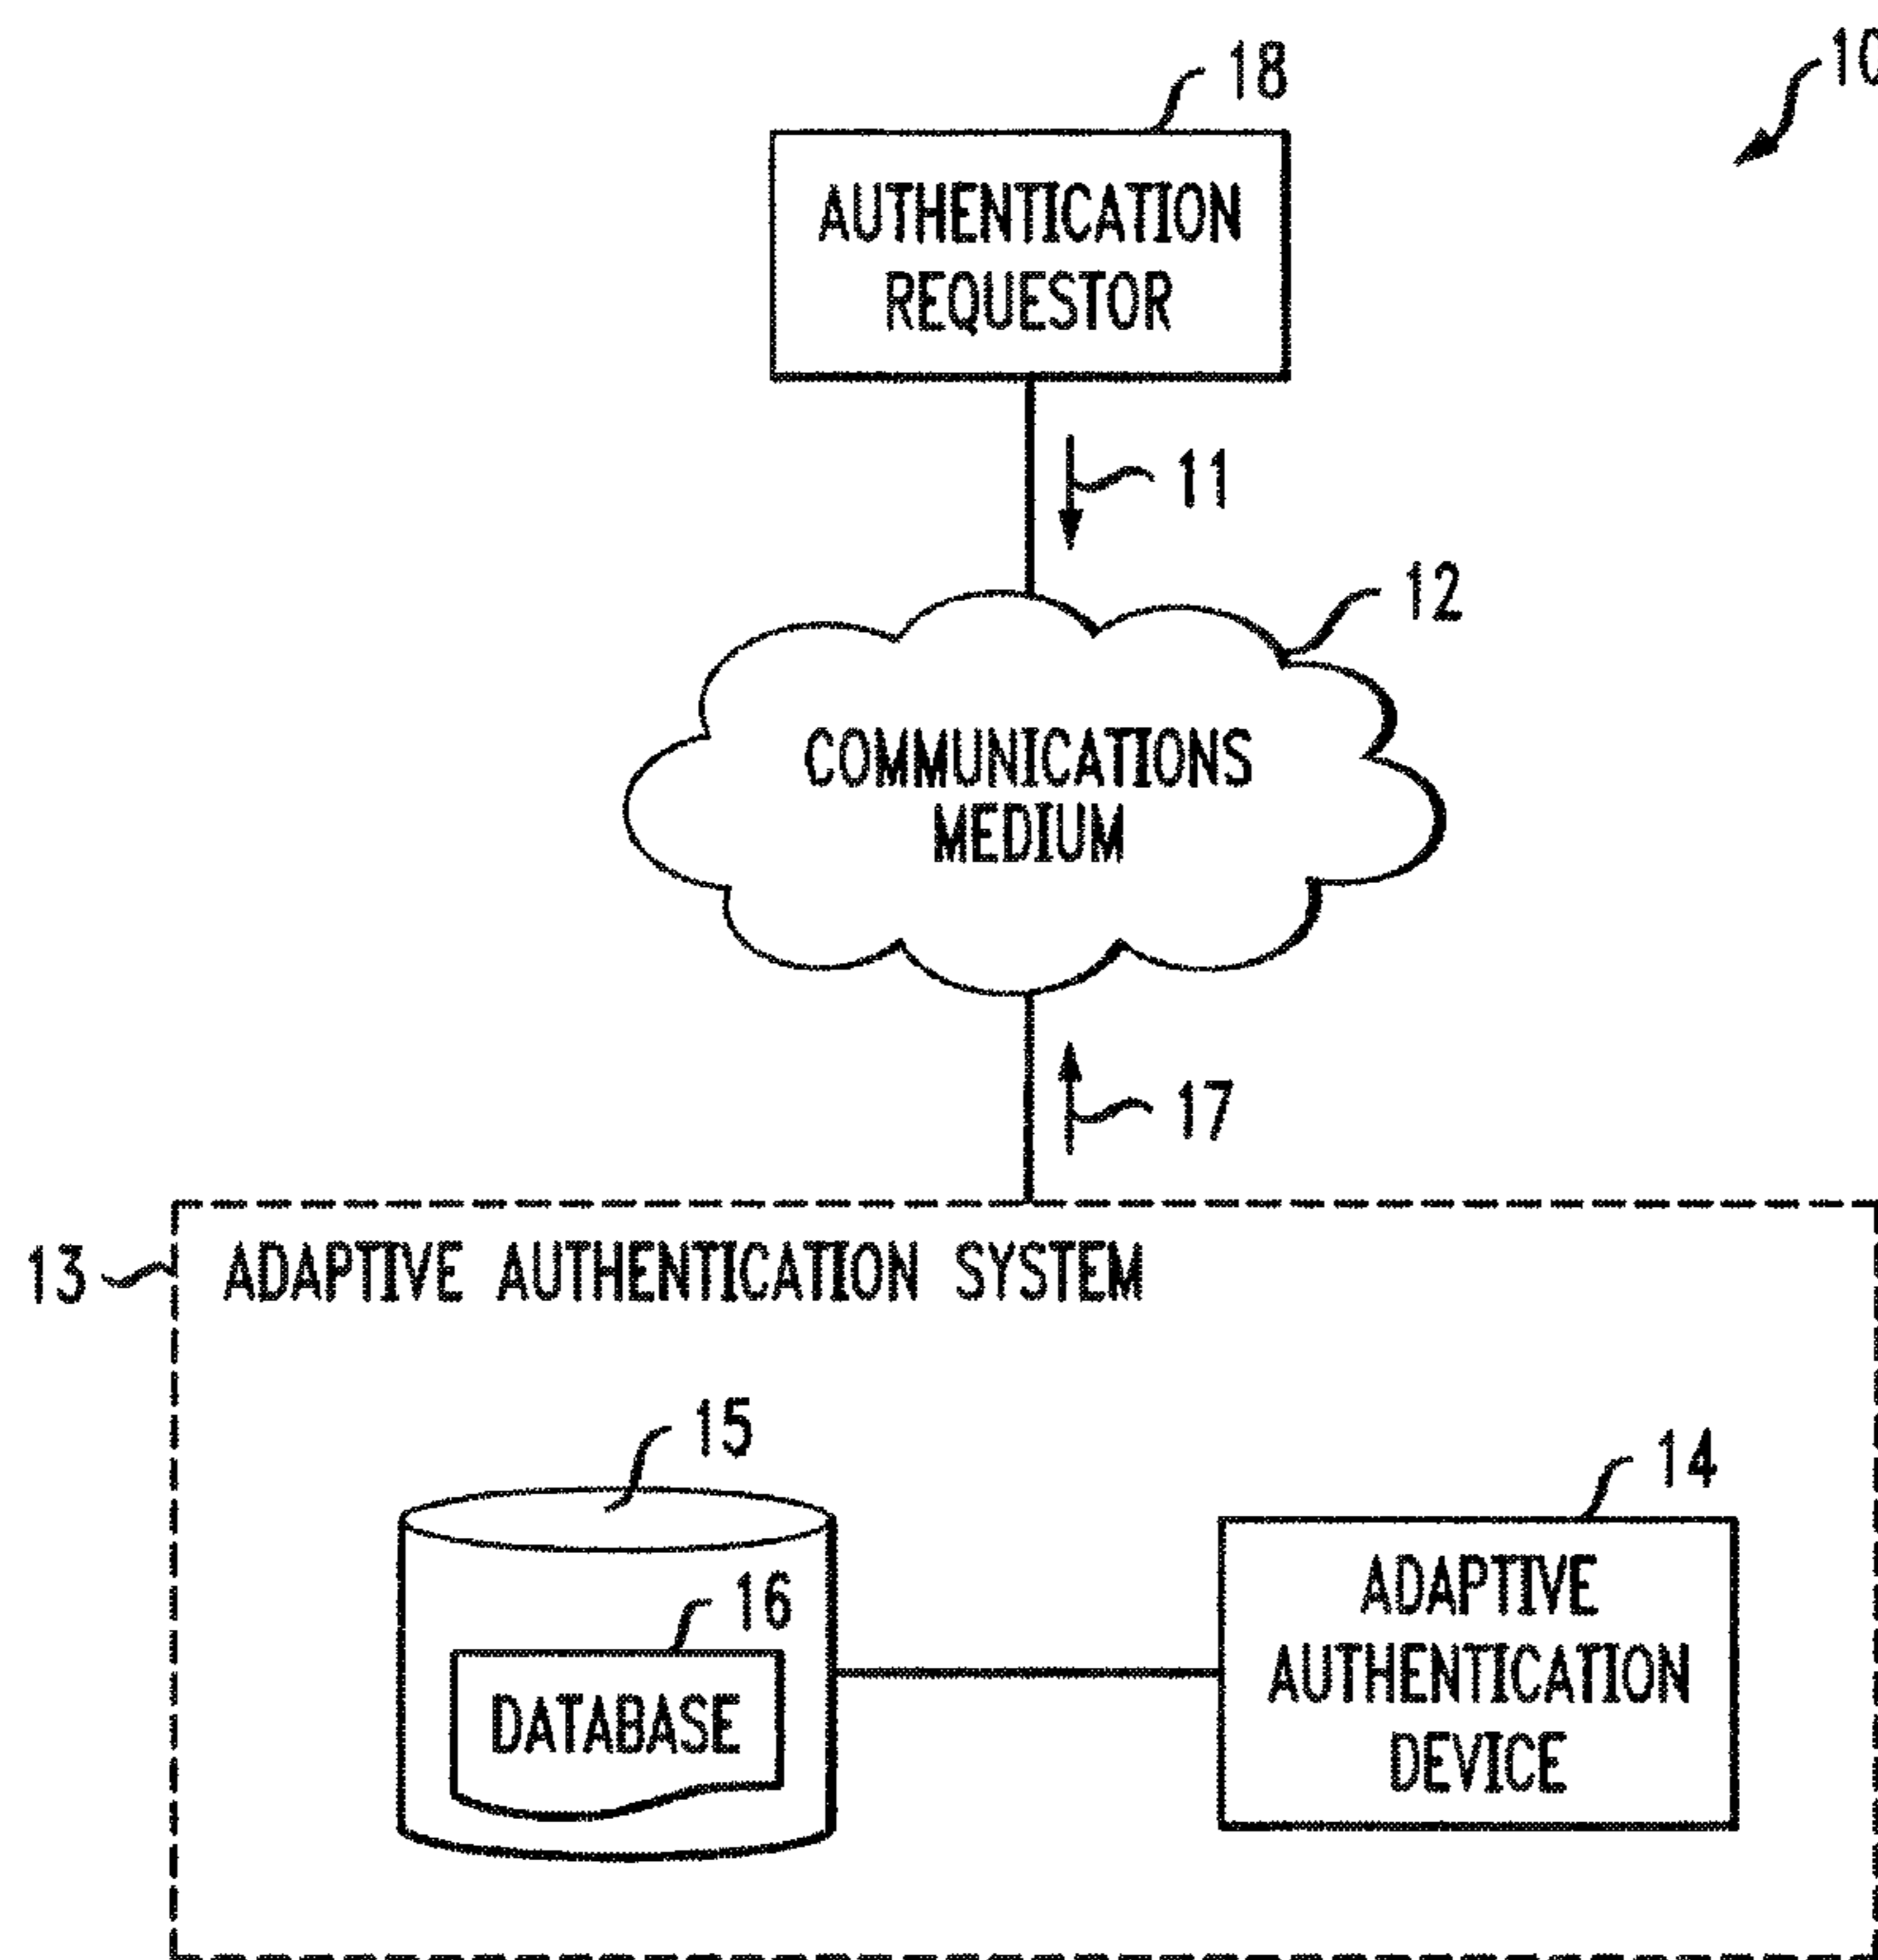 10
18
AUTHENTICATION
REQUESTOR
11
12
COMMUNICATIONS
MEDIUM
17
13
ADAPTIVE AUTHENTICATION SYSTEM
15
14
16
DATABASE
ADAPTIVE
AUTHENTICATION
DEVICE